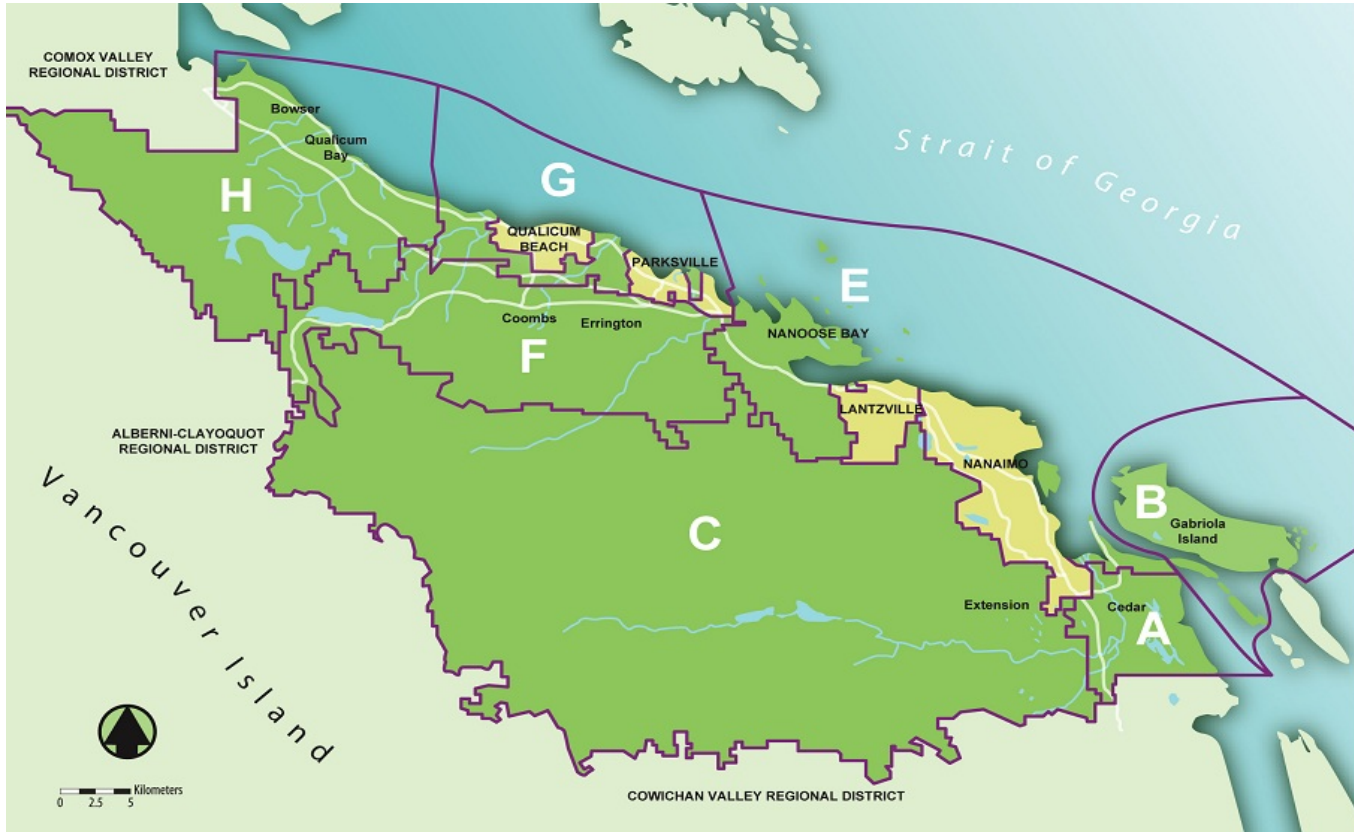 COMOX VALLEY
REGIONAL DISTRICT
Bowser
Qualicum
Bay
Strait of Georgia
G
H
QUALICUM
BEACH
PARKSVILLE
E
Coombs
Errington
NANOOSE BAY
F
LANTZVILLE
ALBERNI-CLAYOQUOT
REGIONAL DISTRICT
NANAIMO
Vancouver Island
B
Gabriola
Island
C
Extension
Cedar
A
Kilometers
0 2.5 5
COWICHAN VALLEY REGIONAL DISTRICT